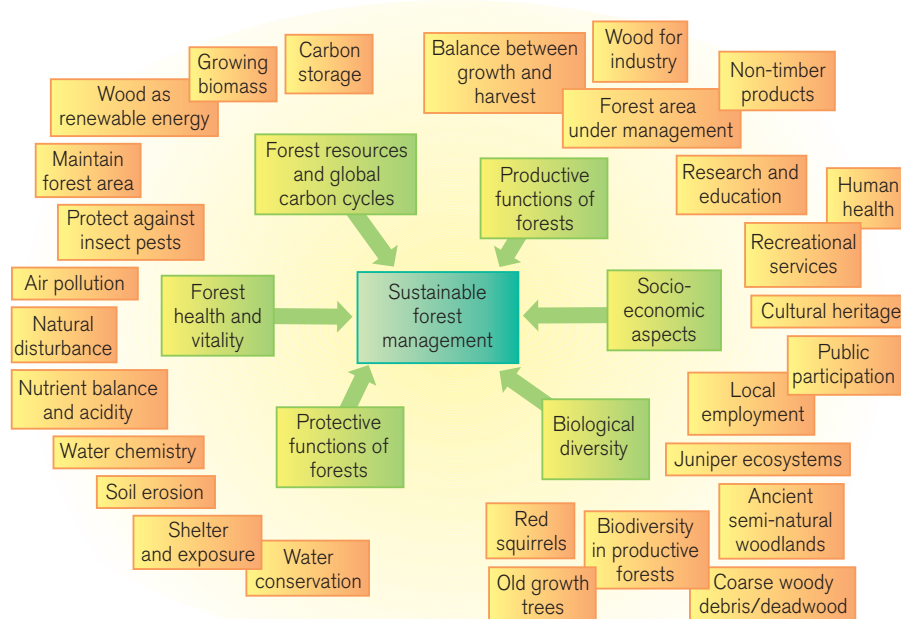 Carbon
storage
Growing
biomass
Wood as
renewable energy
Maintain
forest area
Protect against
insect pests
Air pollution
Natural
disturbance
Nutrient balance
and acidity
Water chemistry
Soil erosion
Shelter
and exposure
Water
conservation
Balance between
growth and
harvest
Wood for
industry
Non-timber
products
Forest area
under management
Research and
education
Human
health
Recreational
services
Cultural heritage
Public
participation
Local
employment
Juniper ecosystems
Ancient
semi-natural
woodlands
Red
squirrels
Biodiversity
in productive
forests
Old growth
trees
Coarse woody
debris/deadwood
Forest resources
and global
carbon cycles
Productive
functions of
forests
Forest
health and
vitality
Sustainable
forest
management
Socio-
economic
aspects
Protective
functions of
forests
Biological
diversity